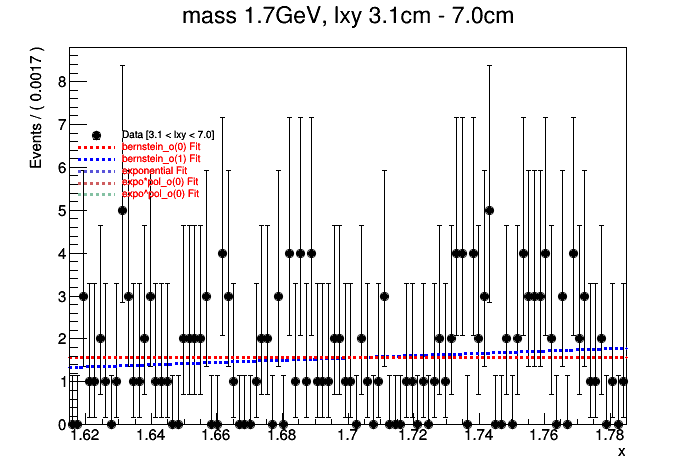 mass 1.7GeV, lxy 3.1cm - 7.0cm
Events / ( 0.0017 )
8
7
6
5
4
3
2
1
0
Data [3.1 < lxy < 7.0]
bernstein_o(0) Fit
bernstein_o(1) Fit
exponential Fit
expo*pol_o(0) Fit
expo^pol_o(0) Fit
1.62 1.64 1.66 1.68 1.7 1.72 1.74 1.76 1.78
x